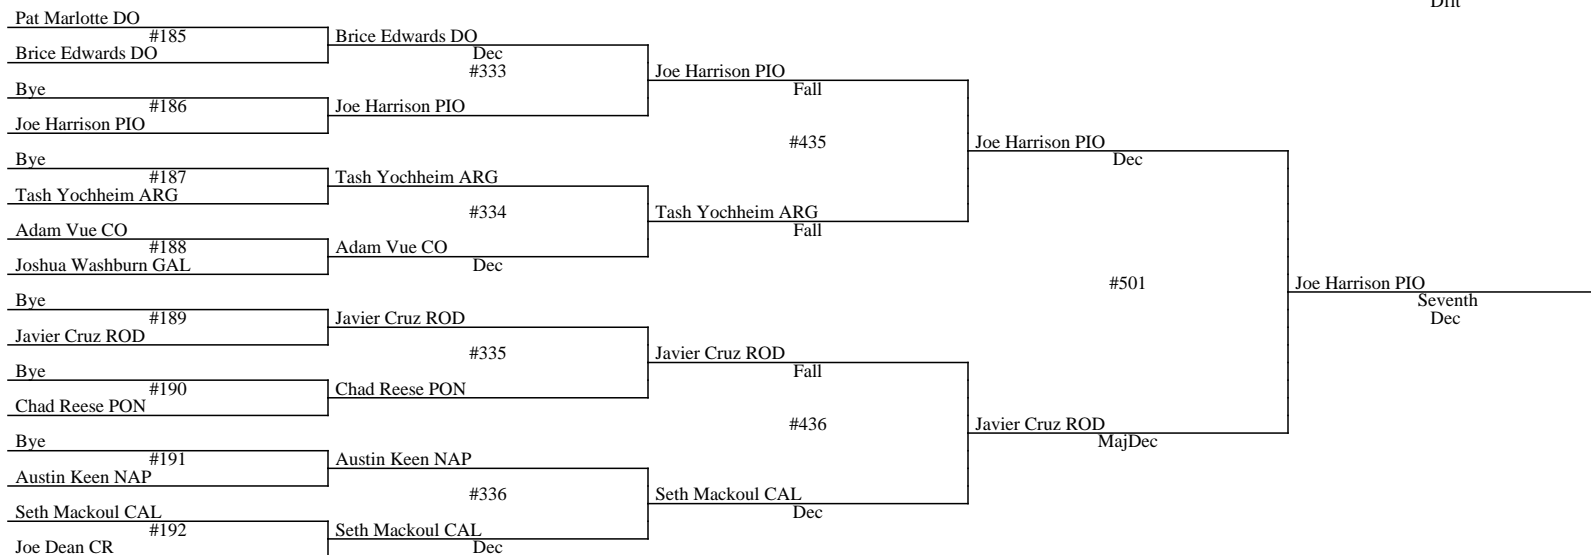 Dflt
Pat Marlotte DO
#185
Brice Edwards DO
Brice Edwards DO
Dec
#333
Joe Harrison PIO
Fall
Bye
#186
Joe Harrison PIO
Joe Harrison PIO
#435
Joe Harrison PIO
Dec
Bye
#187
Tash Yochheim ARG
Tash Yochheim ARG
#334
Tash Yochheim ARG
Fall
Adam Vue CO
#188
Adam Vue CO
Dec
Joshua Washburn GAL
#501
Joe Harrison PIO
Seventh
Dec
Bye
#189
Javier Cruz ROD
Javier Cruz ROD
#335
Javier Cruz ROD
Fall
Bye
#190
Chad Reese PON
Chad Reese PON
#436
Javier Cruz ROD
MajDec
Bye
#191
Austin Keen NAP
Austin Keen NAP
#336
Seth Mackoul CAL
Dec
Seth Mackoul CAL
#192
Seth Mackoul CAL
Dec
Joe Dean CR